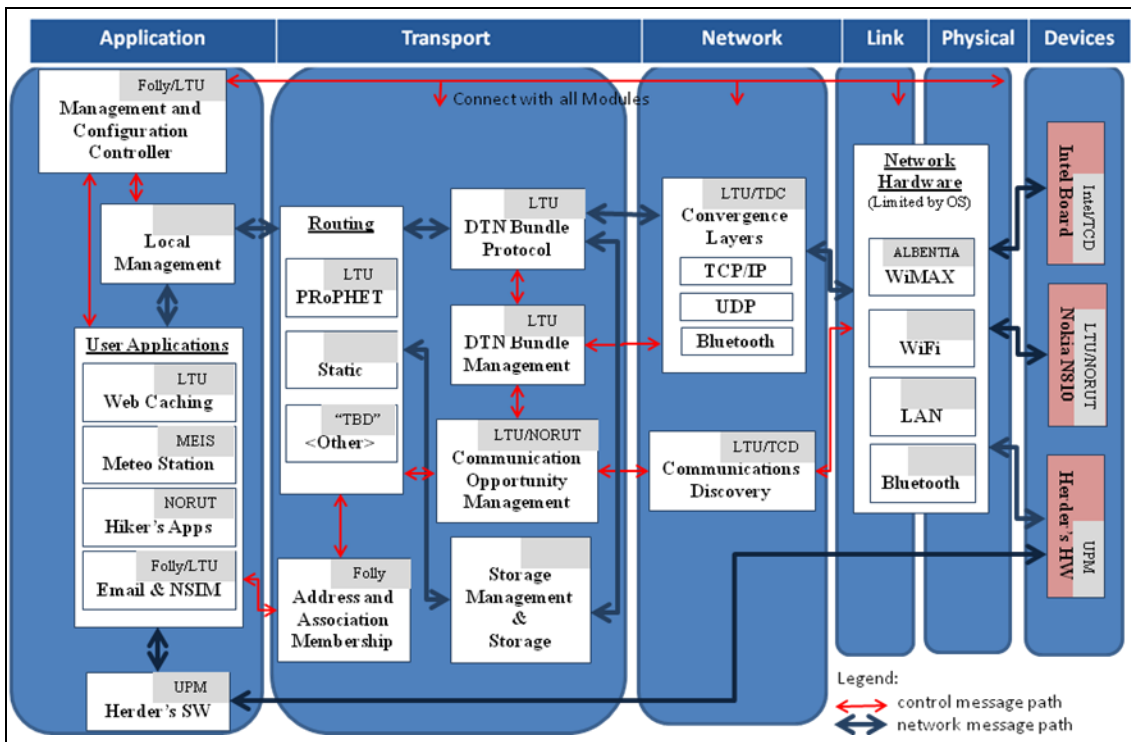 Application
Transport
Network
Link
Physical
Devices
Connect with all Modules
Folly/LTU
Management and
Configuration
Controller
Local
Management
User Applications
LTU
Web Caching
MEIS
Meteo Station
NORUT
Hiker's Apps
Folly/LTU
Email & NSIM
UPM
Herder's SW
Routing
LTU
PRoPHET
Static
"TBD"
<Other>
Folly
Address and
Association
Membership
LTU
DTN Bundle
Protocol
LTU
DTN Bundle
Management
LTU/NORUT
Communication
Opportunity
Management
Storage
Management
&
Storage
LTU/TDC
Convergence
Layers
TCP/IP
UDP
Bluetooth
LTU/TCD
Communications
Discovery
Network
Hardware
(Limited by OS)
ALBENTIA
WiMAX
WiFi
LAN
Bluetooth
Intel Board
Intel/TCD
Nokia N810
LTU/NORUT
Herder's HW
UPM
Legend:
control message path
network message path